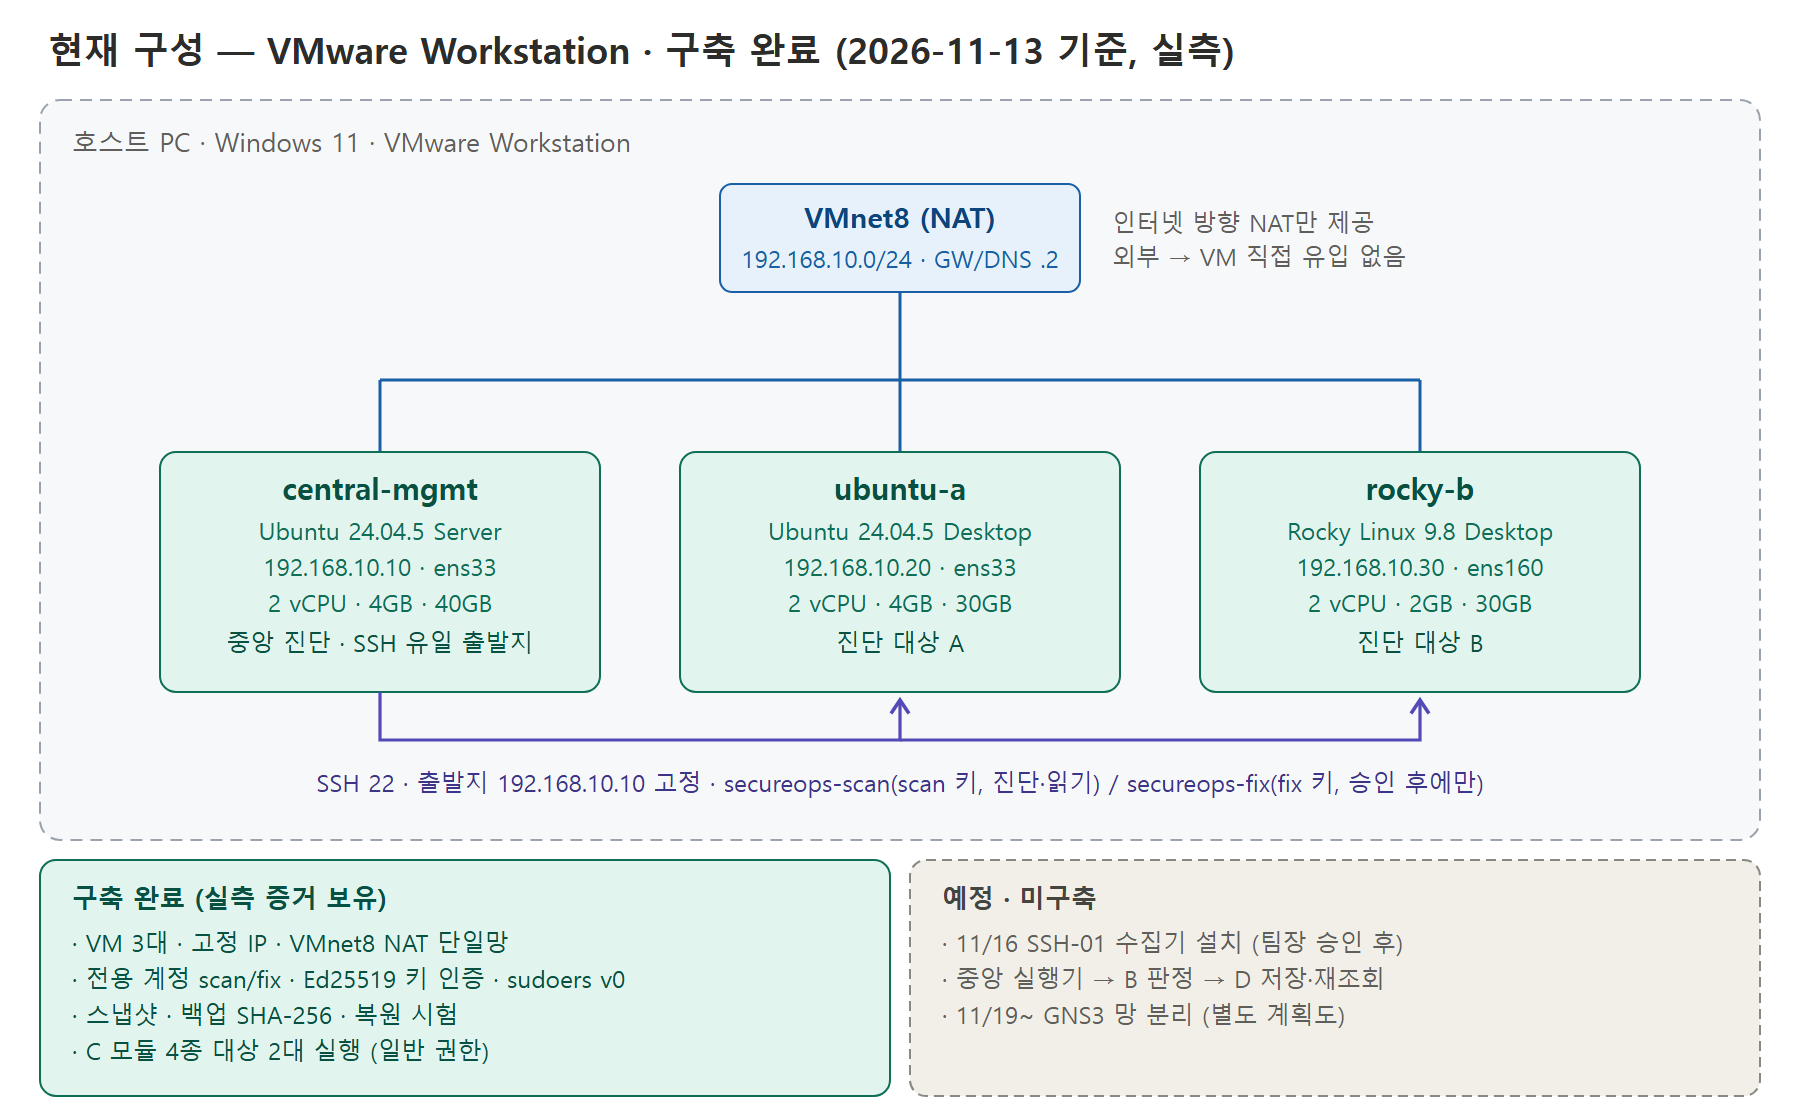 현재 구성 — VMware Workstation · 구축 완료 (2026-11-13 기준, 실측)
호스트 PC · Windows 11 · VMware Workstation
VMnet8 (NAT)
192.168.10.0/24 · GW/DNS .2
인터넷 방향 NAT만 제공
외부 → VM 직접 유입 없음
central-mgmt
Ubuntu 24.04.5 Server
192.168.10.10 · ens33
2 vCPU · 4GB · 40GB
중앙 진단 · SSH 유일 출발지
ubuntu-a
Ubuntu 24.04.5 Desktop
192.168.10.20 · ens33
2 vCPU · 4GB · 30GB
진단 대상 A
rocky-b
Rocky Linux 9.8 Desktop
192.168.10.30 · ens160
2 vCPU · 2GB · 30GB
진단 대상 B
SSH 22 · 출발지 192.168.10.10 고정 · secureops-scan(scan 키, 진단·읽기) / secureops-fix(fix 키, 승인 후에만)
구축 완료 (실측 증거 보유)
· VM 3대 · 고정 IP · VMnet8 NAT 단일망
· 전용 계정 scan/fix · Ed25519 키 인증 · sudoers v0
· 스냅샷 · 백업 SHA-256 · 복원 시험
· C 모듈 4종 대상 2대 실행 (일반 권한)
예정 · 미구축
· 11/16 SSH-01 수집기 설치 (팀장 승인 후)
· 중앙 실행기 → B 판정 → D 저장·재조회
· 11/19~ GNS3 망 분리 (별도 계획도)